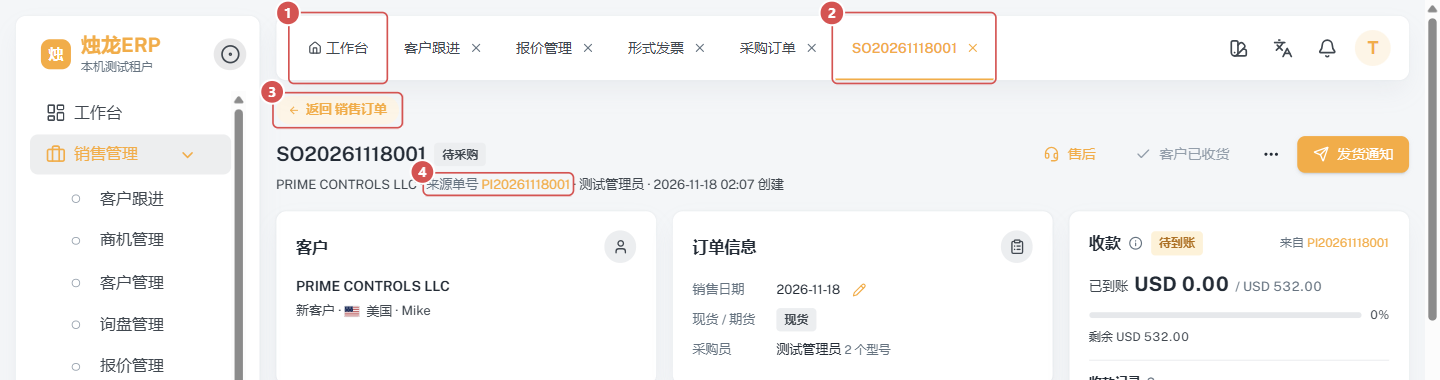 1
2
烛 烛龙ERP
本机测试租户
工作台 客户跟进 × 报价管理 × 形式发票 × 采购订单 × SO20261118001 ×
T
3
← 返回 销售订单
工作台
销售管理
客户跟进
商机管理
客户管理
询盘管理
报价管理
SO20261118001 待采购
售后 客户已收货 ··· 发货通知
4
PRIME CONTROLS LLC 来源单号 PI20261118001 · 测试管理员 · 2026-11-18 02:07 创建
客户
PRIME CONTROLS LLC
新客户 · 美国 · Mike
订单信息
销售日期 2026-11-18
现货 / 期货 现货
采购员 测试管理员 2 个型号
收款 待到账 来自 PI20261118001
已到账 USD 0.00 / USD 532.00
0%
剩余 USD 532.00